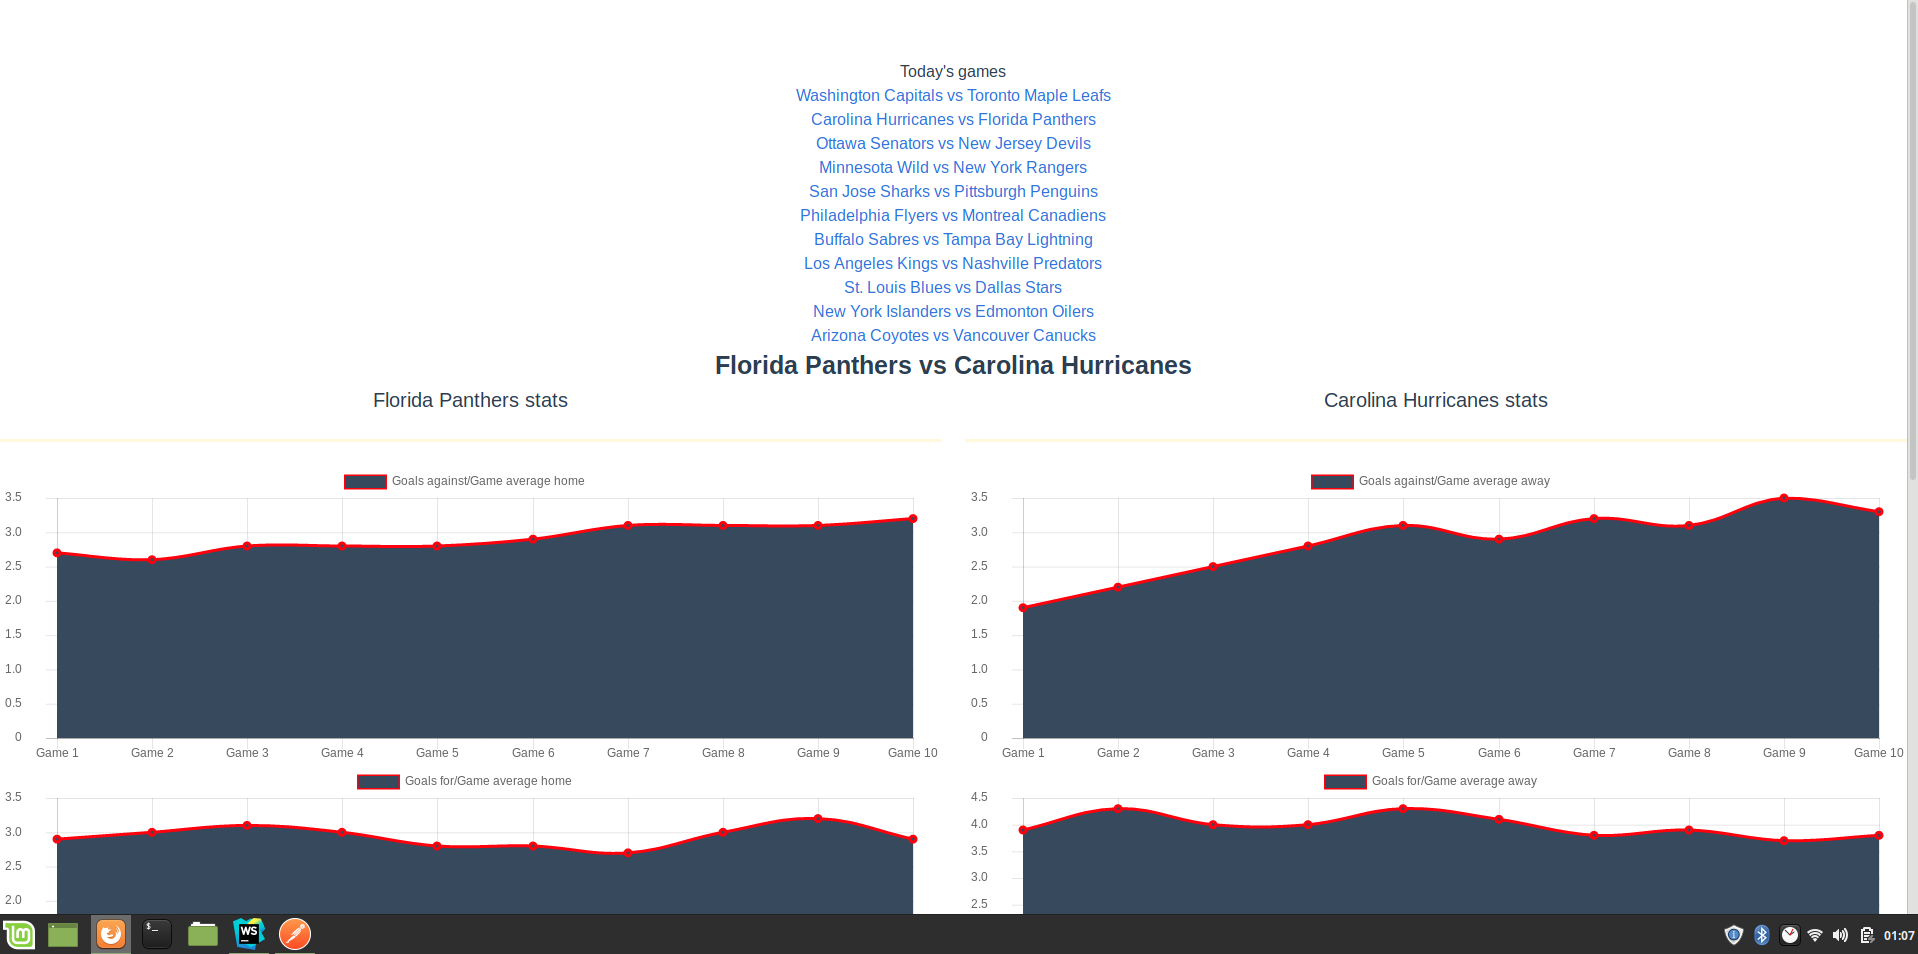 Today's games
Washington Capitals vs Toronto Maple Leafs
Carolina Hurricanes vs Florida Panthers
Ottawa Senators vs New Jersey Devils
Minnesota Wild vs New York Rangers
San Jose Sharks vs Pittsburgh Penguins
Philadelphia Flyers vs Montreal Canadiens
Buffalo Sabres vs Tampa Bay Lightning
Los Angeles Kings vs Nashville Predators
St. Louis Blues vs Dallas Stars
New York Islanders vs Edmonton Oilers
Arizona Coyotes vs Vancouver Canucks
Florida Panthers vs Carolina Hurricanes
Florida Panthers stats
Goals against/Game average home
3.5
3.0
2.5
2.0
1.5
1.0
0.5
0
Game 1 Game 2 Game 3 Game 4 Game 5 Game 6 Game 7 Game 8 Game 9 Game 10
Goals for/Game average home
3.5
3.0
2.5
2.0
Carolina Hurricanes stats
Goals against/Game average away
3.5
3.0
2.5
2.0
1.5
1.0
0.5
0
Game 1 Game 2 Game 3 Game 4 Game 5 Game 6 Game 7 Game 8 Game 9 Game 10
Goals for/Game average away
4.5
4.0
3.5
3.0
2.5
$_
WS
01:07